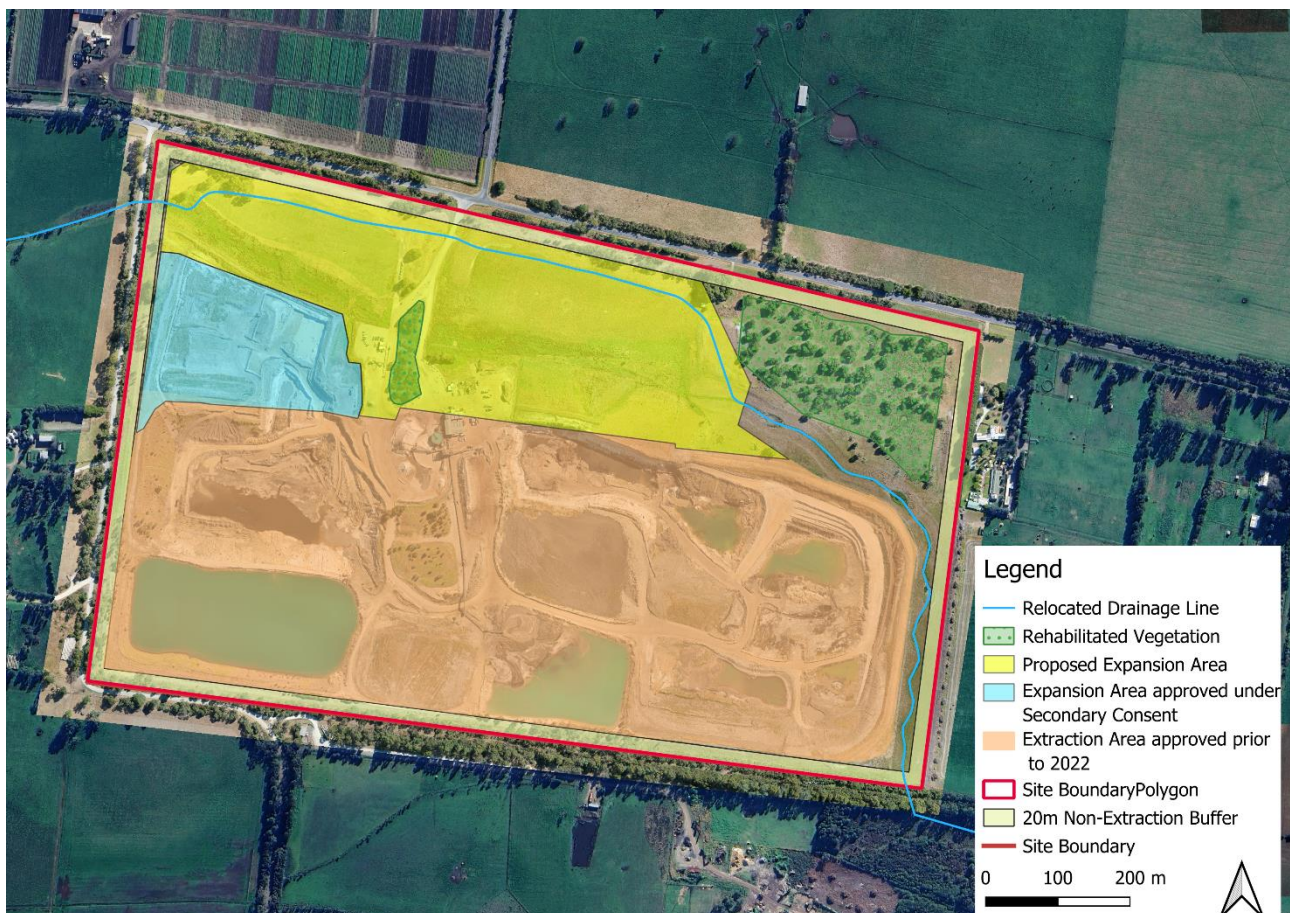 Legend
Relocated Drainage Line
Rehabilitated Vegetation
Proposed Expansion Area
Expansion Area approved under
Secondary Consent
Extraction Area approved prior
to 2022
Site BoundaryPolygon
20m Non-Extraction Buffer
Site Boundary
0 100 200 m